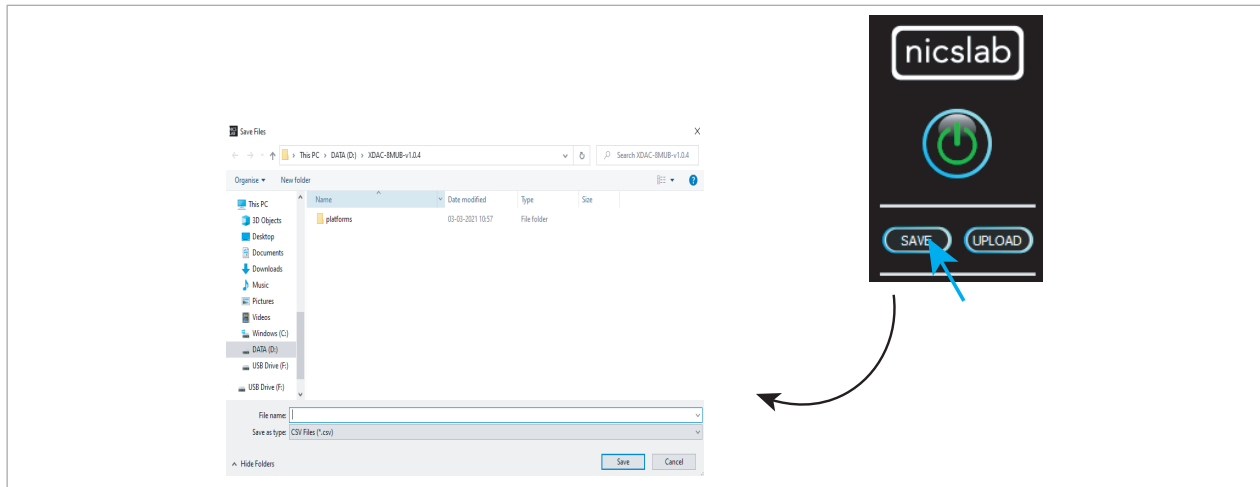 nicslab
SAVE
UPLOAD
Save Files
X
This PC > DATA (D:) > XDAC-8MUB-v1.0.4
Search XDAC-8MUB-v1.0.4
Organise
New folder
?
Name
Date modified
Type
Size
platforms
03-03-2021 10:57
File folder
This PC
3D Objects
Desktop
Documents
Downloads
Music
Pictures
Videos
Windows (C:)
DATA (D:)
USB Drive (F:)
USB Drive (F:)
File name:
Save as type: CSV Files (*.csv)
Hide Folders
Save
Cancel